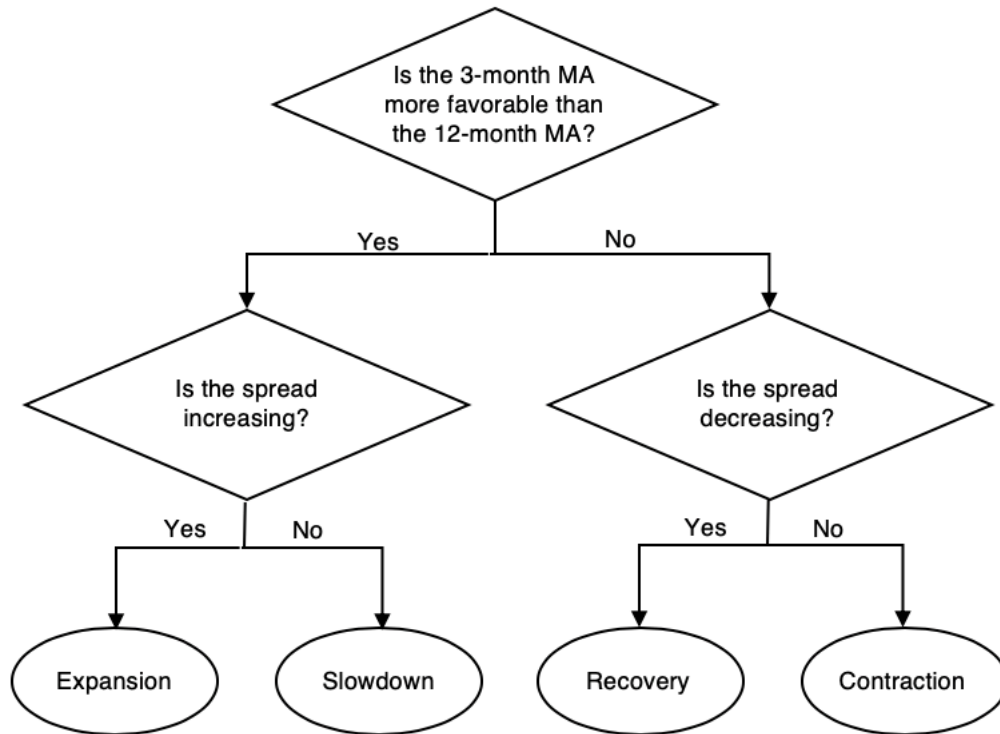 Is the 3-month MA
more favorable than
the 12-month MA?
Yes
No
Is the spread
increasing?
Is the spread
decreasing?
Yes
No
Yes
No
Expansion
Slowdown
Recovery
Contraction